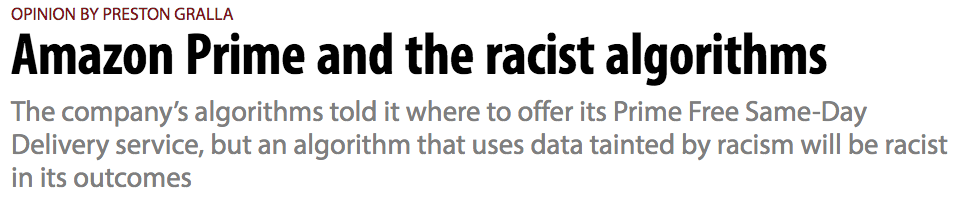 OPINION BY PRESTON GRALLA
Amazon Prime and the racist algorithms
The company’s algorithms told it where to offer its Prime Free Same-Day
Delivery service, but an algorithm that uses data tainted by racism will be racist
in its outcomes